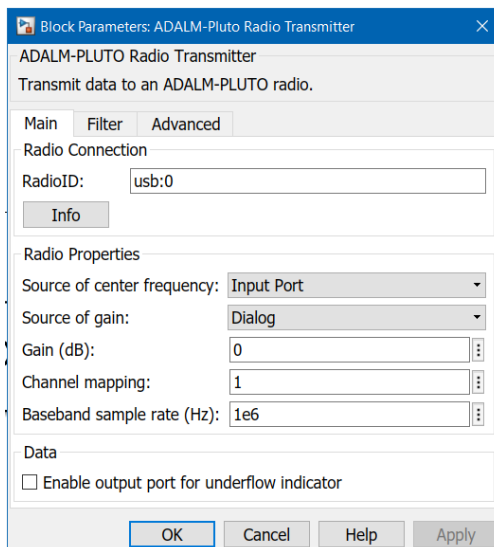 Block Parameters: ADALM-Pluto Radio Transmitter
ADALM-PLUTO Radio Transmitter
Transmit data to an ADALM-PLUTO radio.
Main Filter Advanced
Radio Connection
RadioID: usb:0
Info
Radio Properties
Source of center frequency: Input Port
Source of gain: Dialog
Gain (dB): 0
Channel mapping: 1
Baseband sample rate (Hz): 1e6
Data
Enable output port for underflow indicator
OK Cancel Help Apply